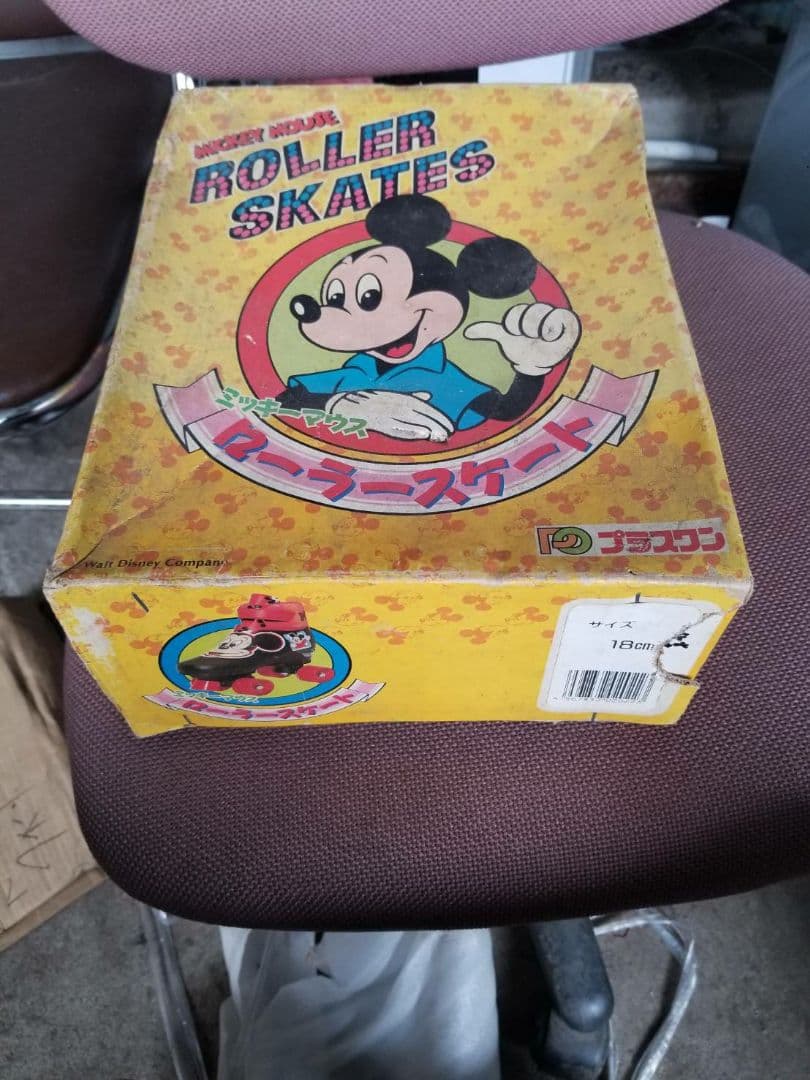 MICKEY MOUSE
ROLLER
SKATES
ミッキーマウス
ローラースケート
プラスワン
Walt Disney Company
サイズ
18cm
ローラースケート